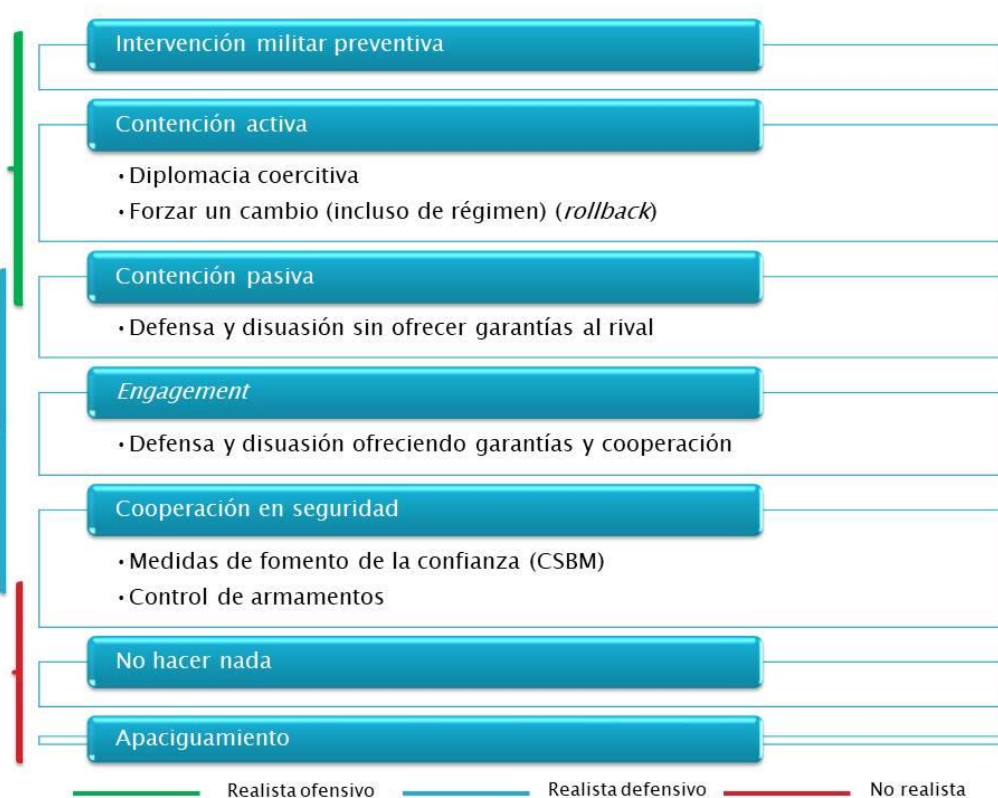 Intervención militar preventiva
Contención activa
· Diplomacia coercitiva
· Forzar un cambio (incluso de régimen) (rollback)
Contención pasiva
· Defensa y disuasión sin ofrecer garantías al rival
Engagement
· Defensa y disuasión ofreciendo garantías y cooperación
Cooperación en seguridad
· Medidas de fomento de la confianza (CSBM)
· Control de armamentos
No hacer nada
Apaciguamiento
Realista ofensivo Realista defensivo No realista